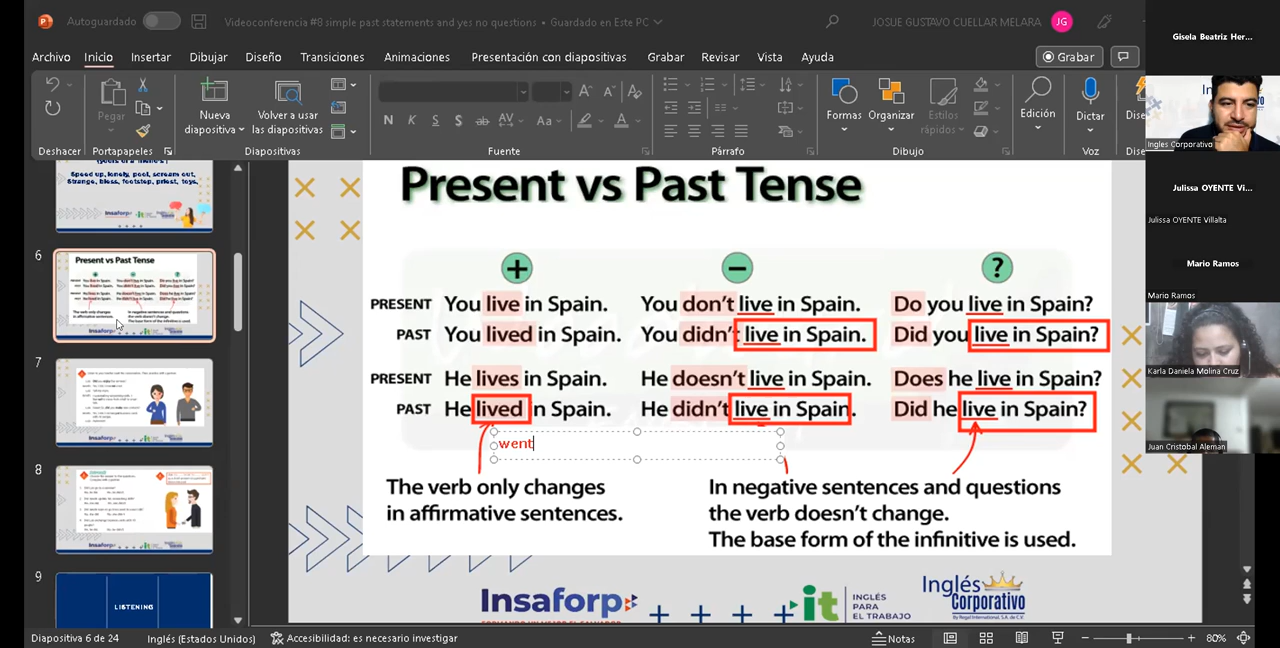 Autoguardado
Videoconferencia #8 simple past statements and yes no questions • Guardado en Este PC
JOSUE GUSTAVO CUELLAR MELARA
JG
Archivo Inicio Insertar Dibujar Diseño Transiciones Animaciones Presentación con diapositivas Grabar Revisar Vista Ayuda
Grabar
Pegar
Nueva diapositiva
Volver a usar las diapositivas
Formas
Organizar
Estilos rápidos
Edición
Dictar
Dise
Deshacer
Portapapeles
Diapositivas
Fuente
Párrafo
Dibujo
Voz
Dise
Speed up, lonely, pool, scream out,
Strange, bless, footstep, priest, toys.
6
7
8
9
LISTENING
Present vs Past Tense
+ − ?
PRESENT You live in Spain. You don't live in Spain. Do you live in Spain?
PAST You lived in Spain. You didn't live in Spain. Did you live in Spain?
PRESENT He lives in Spain. He doesn't live in Spain. Does he live in Spain?
PAST He lived in Spain. He didn't live in Spain. Did he live in Spain?
went
The verb only changes
in affirmative sentences.
In negative sentences and questions
the verb doesn't change.
The base form of the infinitive is used.
Insaforp
it INGLÉS PARA EL TRABAJO
Inglés Corporativo
Gisela Beatriz Her...
Ingles Corporativo
Julissa OYENTE Vi...
Julissa OYENTE Villalta
Mario Ramos
Mario Ramos
Karla Daniela Molina Cruz
Juan Cristobal Aleman
Diapositiva 6 de 24
Inglés (Estados Unidos)
Accesibilidad: es necesario investigar
Notas
80%